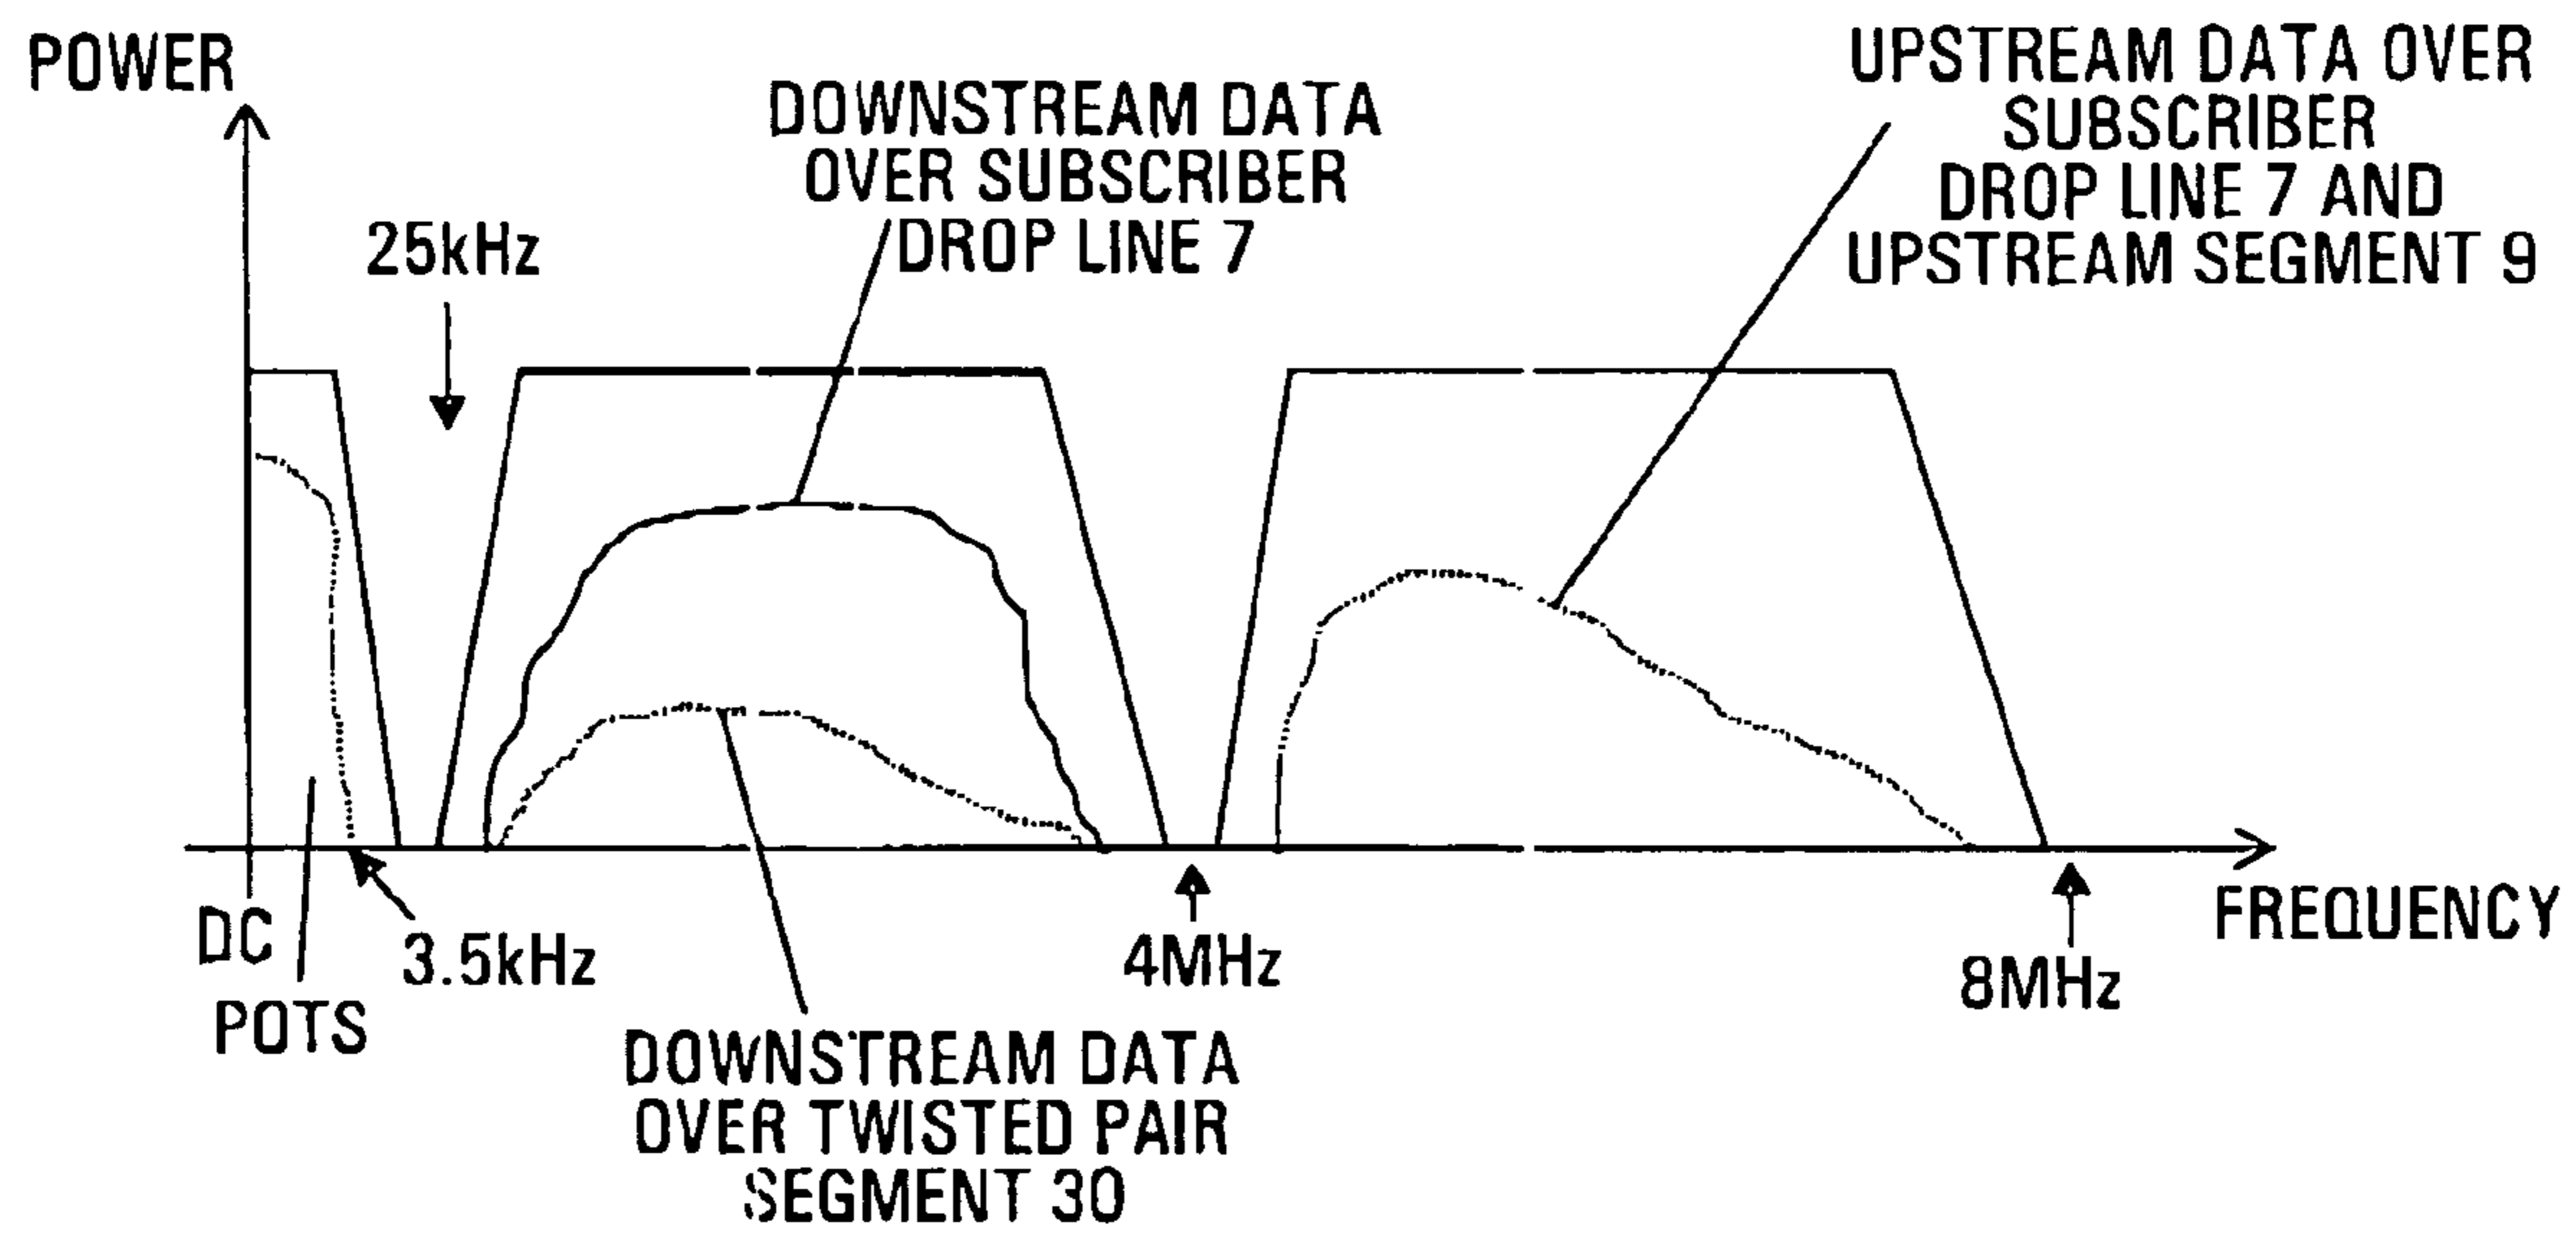 POWER
25kHz
DOWNSTREAM DATA
OVER SUBSCRIBER
DROP LINE 7
UPSTREAM DATA OVER
SUBSCRIBER
DROP LINE 7 AND
UPSTREAM SEGMENT 9
DC
POTS
3.5kHz
4MHz
8MHz
FREQUENCY
DOWNSTREAM DATA
OVER TWISTED PAIR
SEGMENT 30